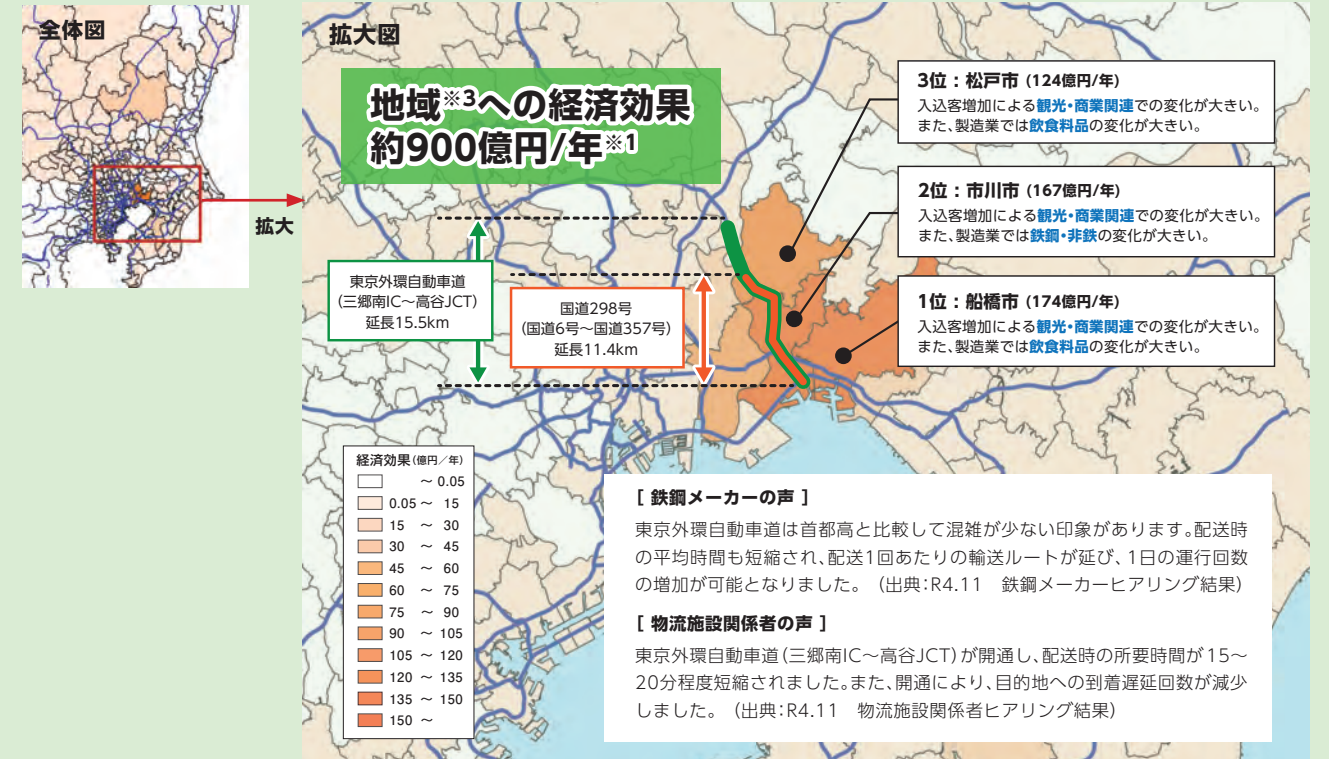 全体図
拡大
拡大図
地域※3への経済効果
約900億円/年※1
3位：松戸市（124億円/年）
入込客増加による観光・商業関連での変化が大きい。
また、製造業では飲食料品の変化が大きい。
2位：市川市（167億円/年）
入込客増加による観光・商業関連での変化が大きい。
また、製造業では鉄鋼・非鉄の変化が大きい。
1位：船橋市（174億円/年）
入込客増加による観光・商業関連での変化が大きい。
また、製造業では飲食料品の変化が大きい。
東京外環自動車道
（三郷南IC～高谷JCT）
延長15.5km
国道298号
（国道6号～国道357号）
延長11.4km
経済効果（億円／年）
～ 0.05
0.05 ～ 15
15 ～ 30
30 ～ 45
45 ～ 60
60 ～ 75
75 ～ 90
90 ～ 105
105 ～ 120
120 ～ 135
135 ～ 150
150 ～
［ 鉄鋼メーカーの声 ］
東京外環自動車道は首都高と比較して混雑が少ない印象があります。配送時
の平均時間も短縮され、配送1回あたりの輸送ルートが延び、1日の運行回数
の増加が可能となりました。（出典：R4.11　鉄鋼メーカーヒアリング結果）
［ 物流施設関係者の声 ］
東京外環自動車道（三郷南IC～高谷JCT）が開通し、配送時の所要時間が15～
20分程度短縮されました。また、開通により、目的地への到着遅延回数が減少
しました。（出典：R4.11　物流施設関係者ヒアリング結果）